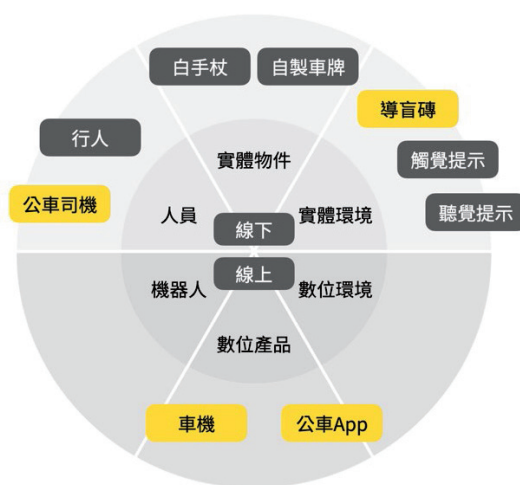 白手杖 自製車牌
導盲磚
行人
觸覺提示
實體物件
公車司機
聽覺提示
人員
實體環境
線下
線上
機器人
數位環境
數位產品
車機
公車App